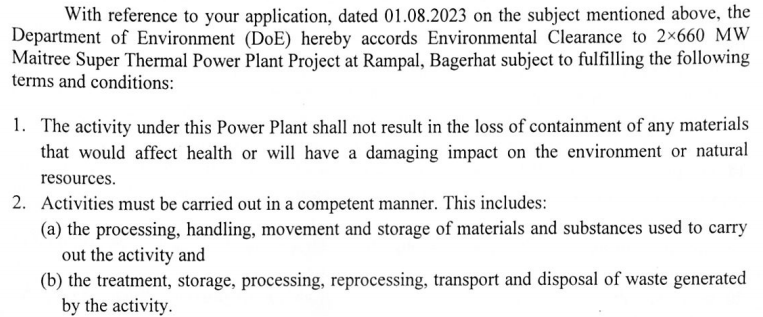 With reference to your application, dated 01.08.2023 on the subject mentioned above, the
Department of Environment (DoE) hereby accords Environmental Clearance to 2×660 MW
Maitree Super Thermal Power Plant Project at Rampal, Bagerhat subject to fulfilling the following
terms and conditions:
1. The activity under this Power Plant shall not result in the loss of containment of any materials
that would affect health or will have a damaging impact on the environment or natural
resources.
2. Activities must be carried out in a competent manner. This includes:
(a) the processing, handling, movement and storage of materials and substances used to carry
out the activity and
(b) the treatment, storage, processing, reprocessing, transport and disposal of waste generated
by the activity.